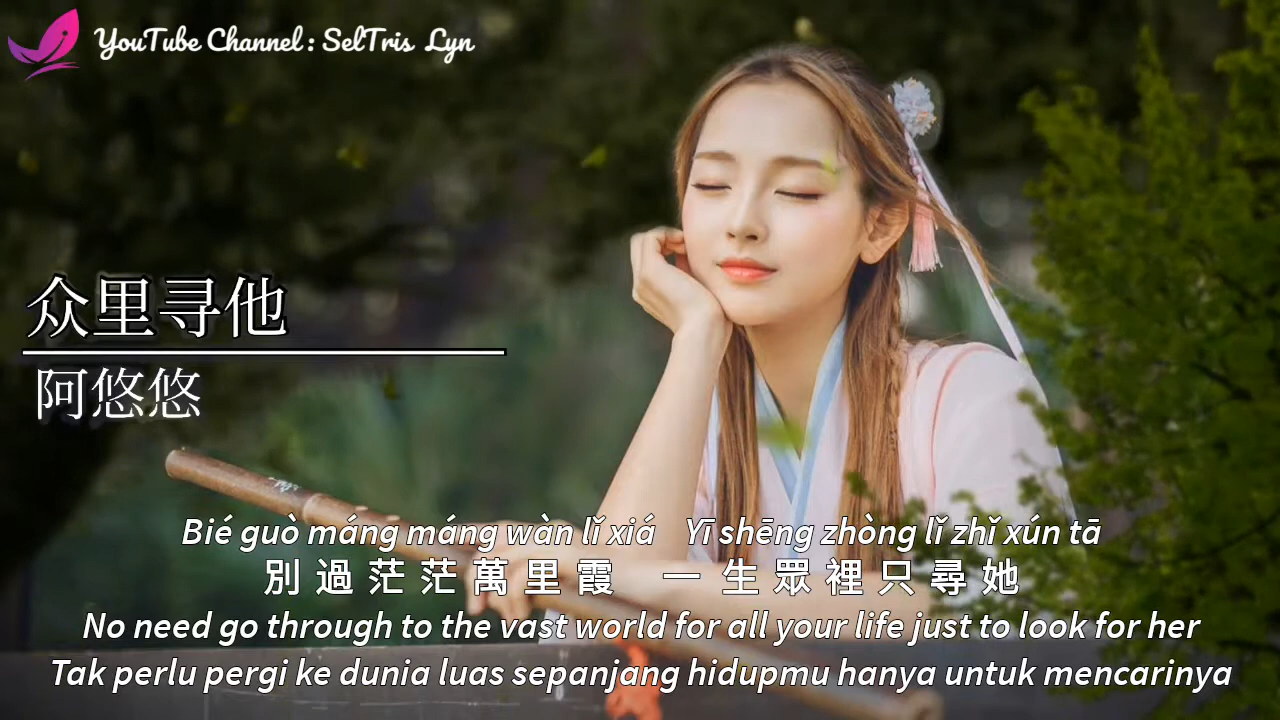 YouTube Channel : SelTris Lyn
众里寻他
阿悠悠
Bié guò máng máng wàn lǐ xiá Yī shēng zhòng lǐ zhǐ xún tā
別過茫茫萬里霞 一生眾裡只尋她
No need go through to the vast world for all your life just to look for her
Tak perlu pergi ke dunia luas sepanjang hidupmu hanya untuk mencarinya